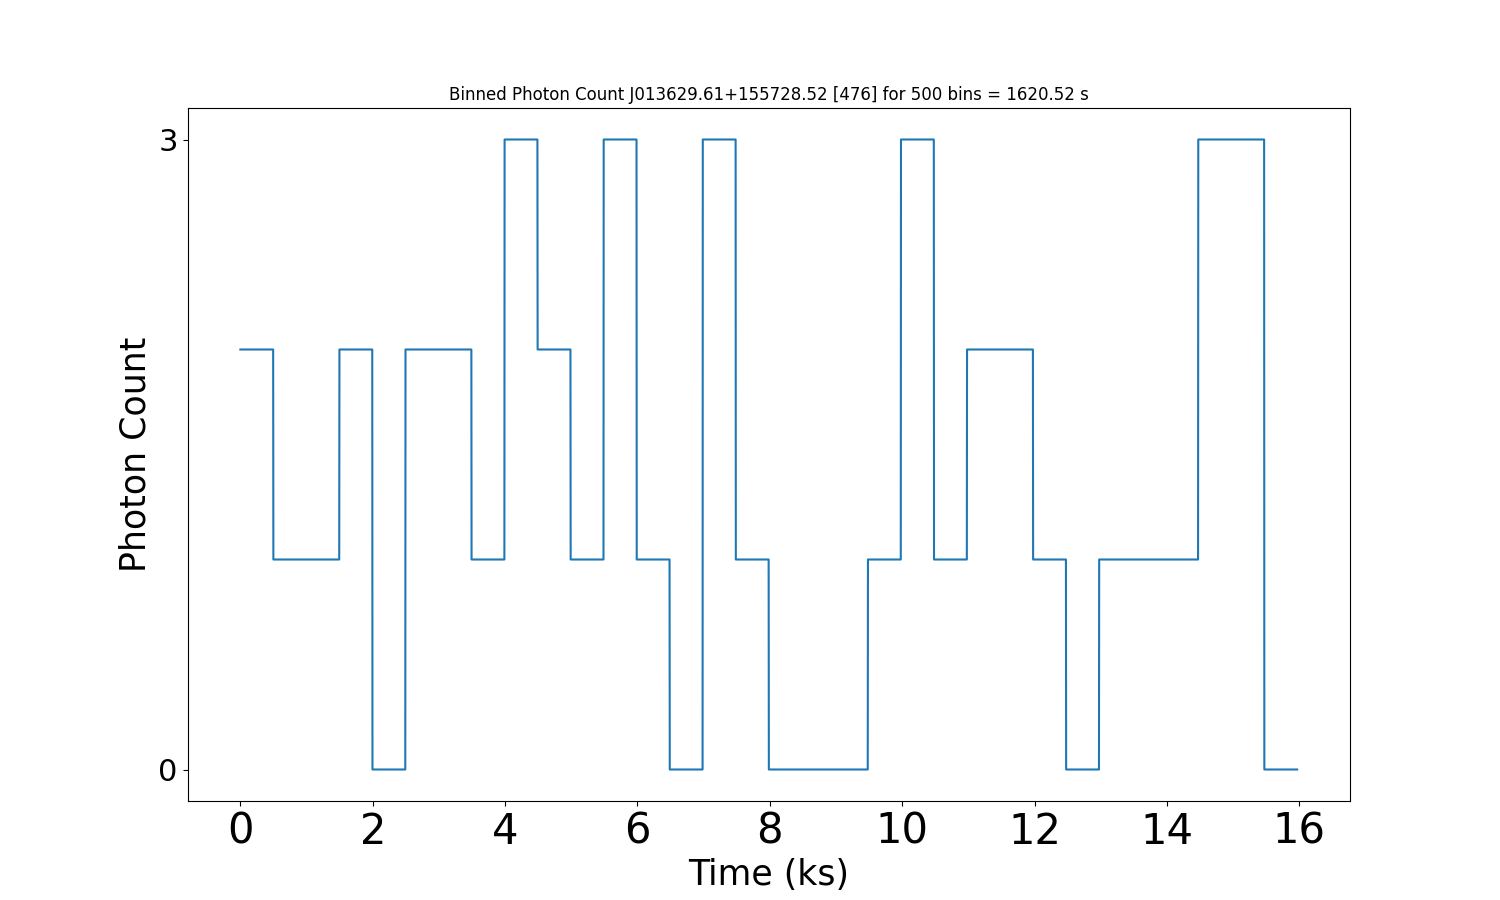 Binned Photon Count J013629.61+155728.52 [476] for 500 bins = 1620.52 s
3
Photon Count
0
0 2 4 6 8 10 12 14 16
Time (ks)